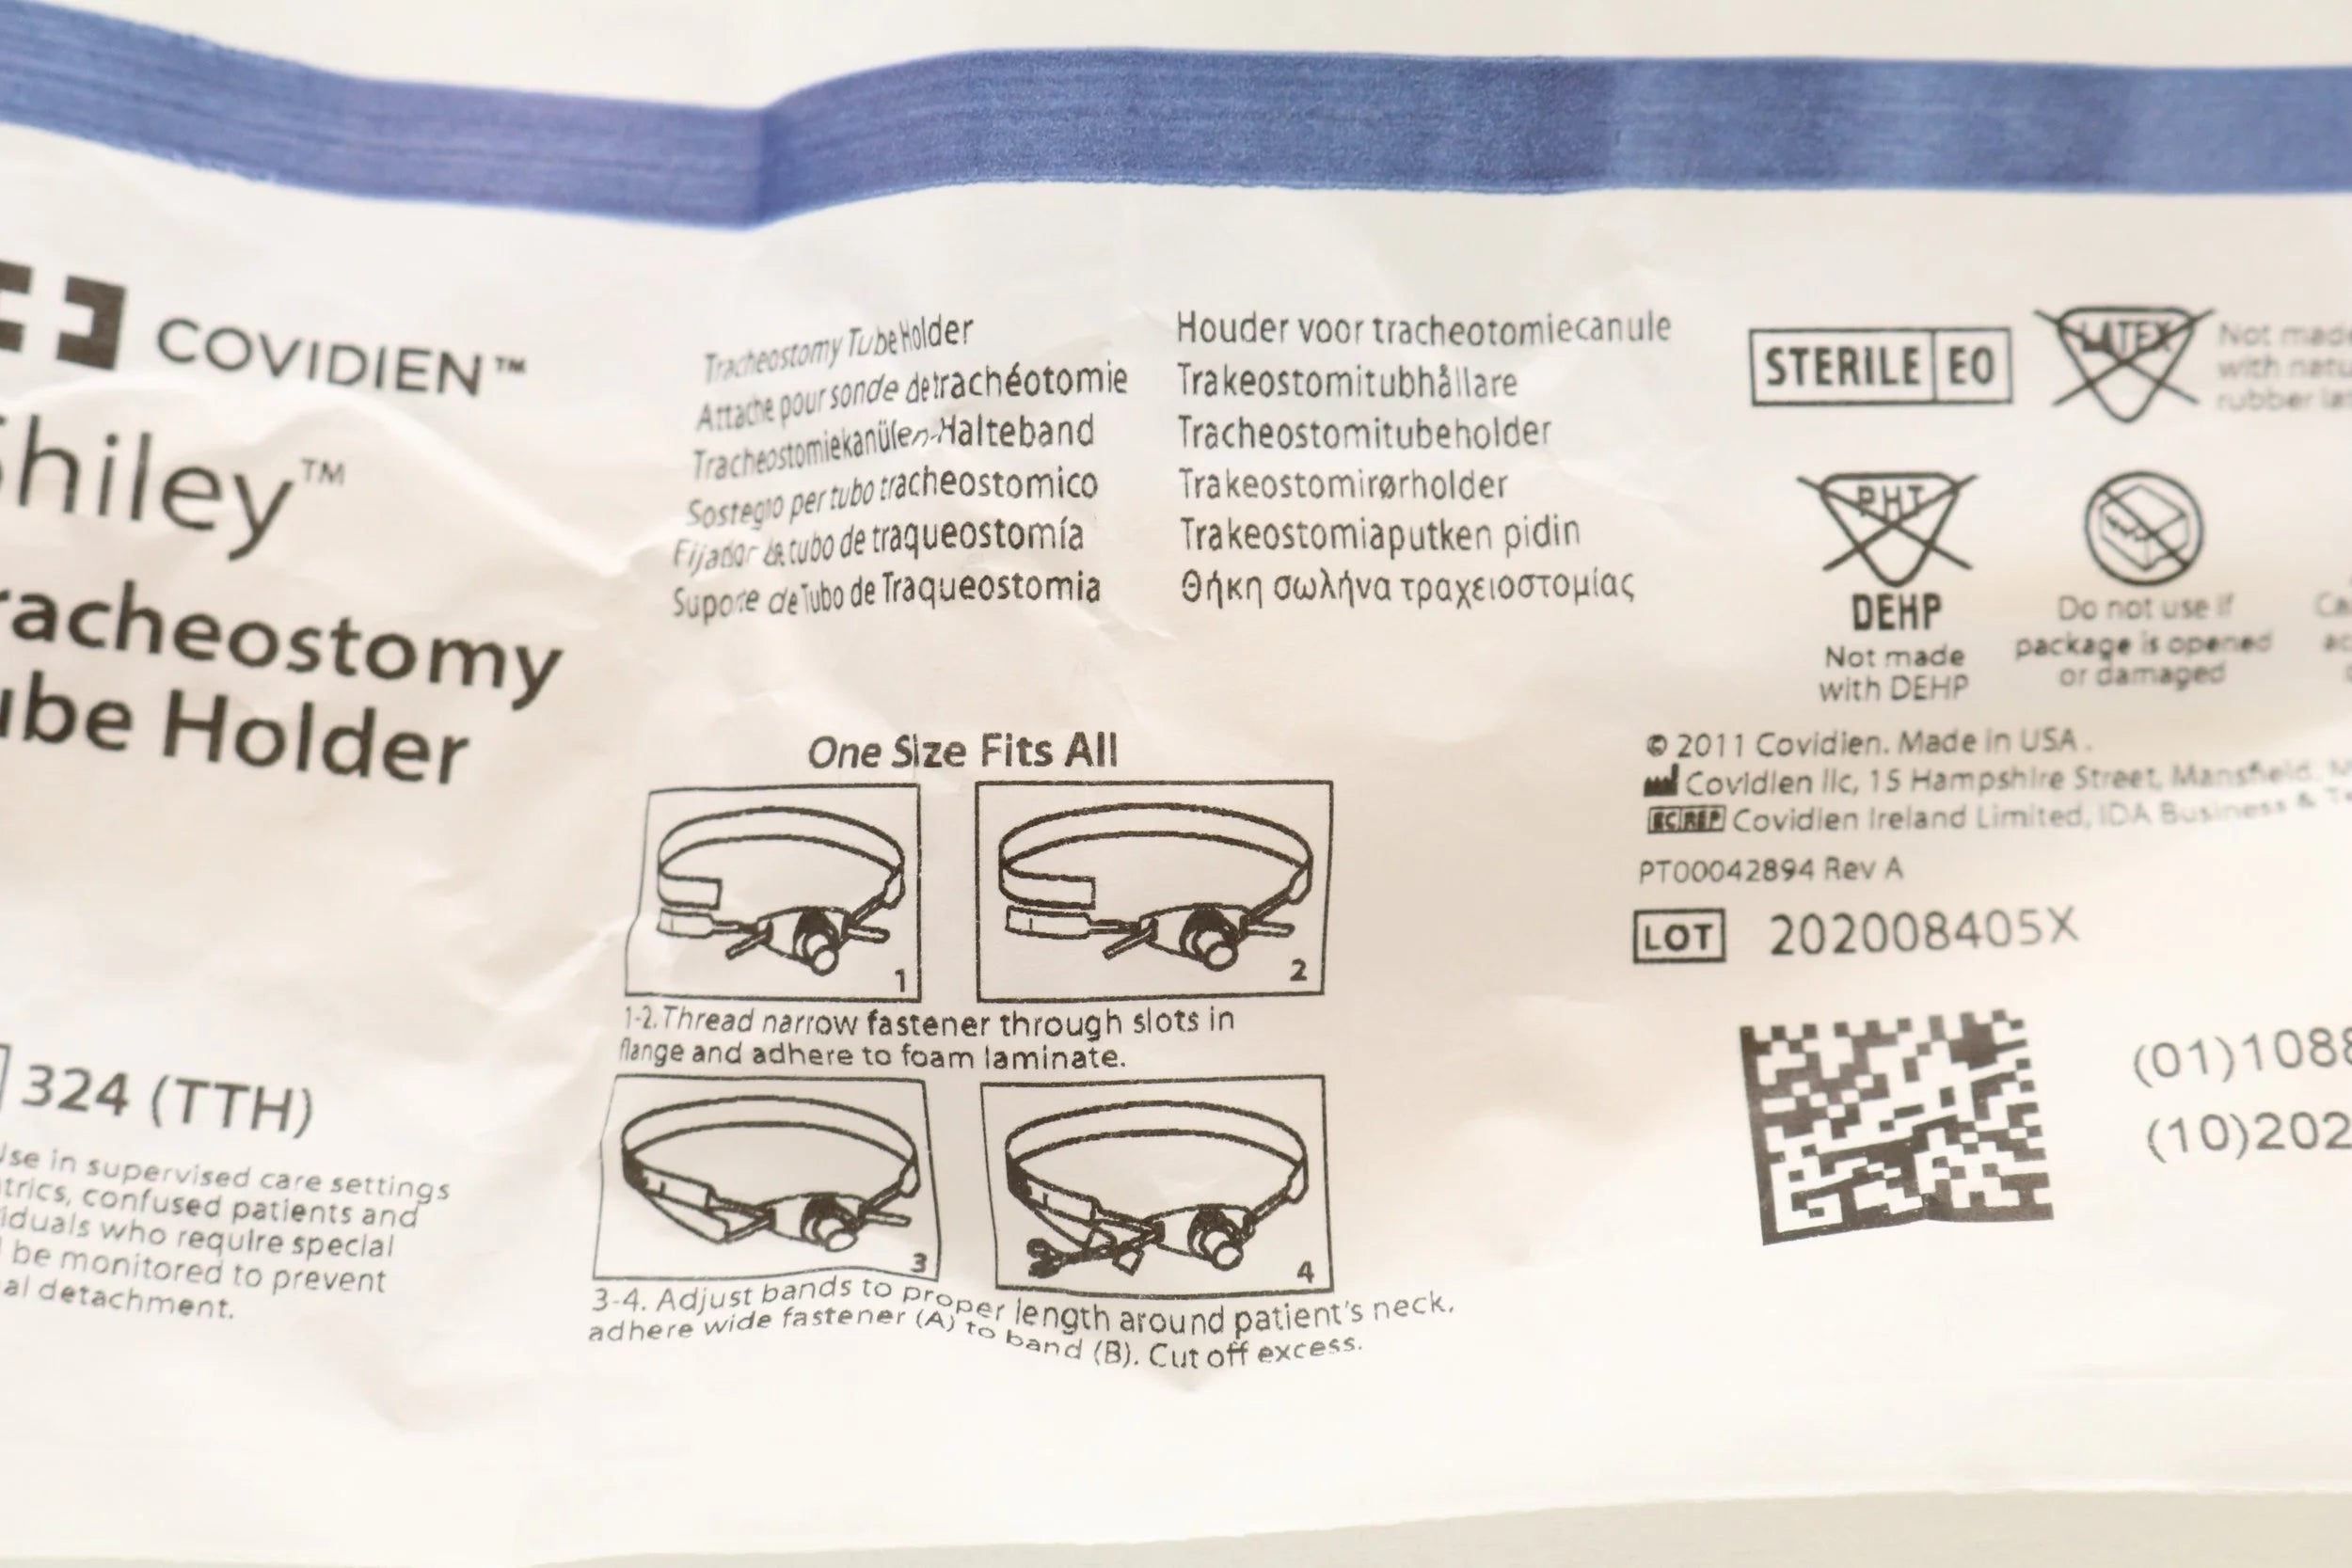 COVIDIEN™
Shiley™
racheostomy
ube Holder
324 (TTH)
Use in supervised care settings
trics, confused patients and
iduals who require special
be monitored to prevent
al detachment.
Tracheostomy Tube Holder
Attache pour sonde de trachéotomie
Tracheostomiekanülen-Halteband
Sostegno per tubo tracheostomico
Fijador de tubo de traqueostomía
Suporte de Tubo de Traqueostomia
Houder voor tracheotomiecanule
Trakeostomitubhållare
Tracheostomitubeholder
Trakeostomirørholder
Trakeostomiaputken pidin
Θήκη σωλήνα τραχειοστομίας
One Size Fits All
1
2
1-2. Thread narrow fastener through slots in
flange and adhere to foam laminate.
3
4
3-4. Adjust bands to proper length around patient's neck,
adhere wide fastener (A) to band (B). Cut off excess.
STERILE EO
LATEX
Not made
with natu
rubber lat
PHT
DEHP
Not made
with DEHP
Do not use if
package is opened
or damaged
© 2011 Covidien. Made in USA.
Covidien llc, 15 Hampshire Street, Mansfield,
EC REP Covidien Ireland Limited, IDA Business &
PT00042894 Rev A
LOT 202008405X
(01)1088
(10)202